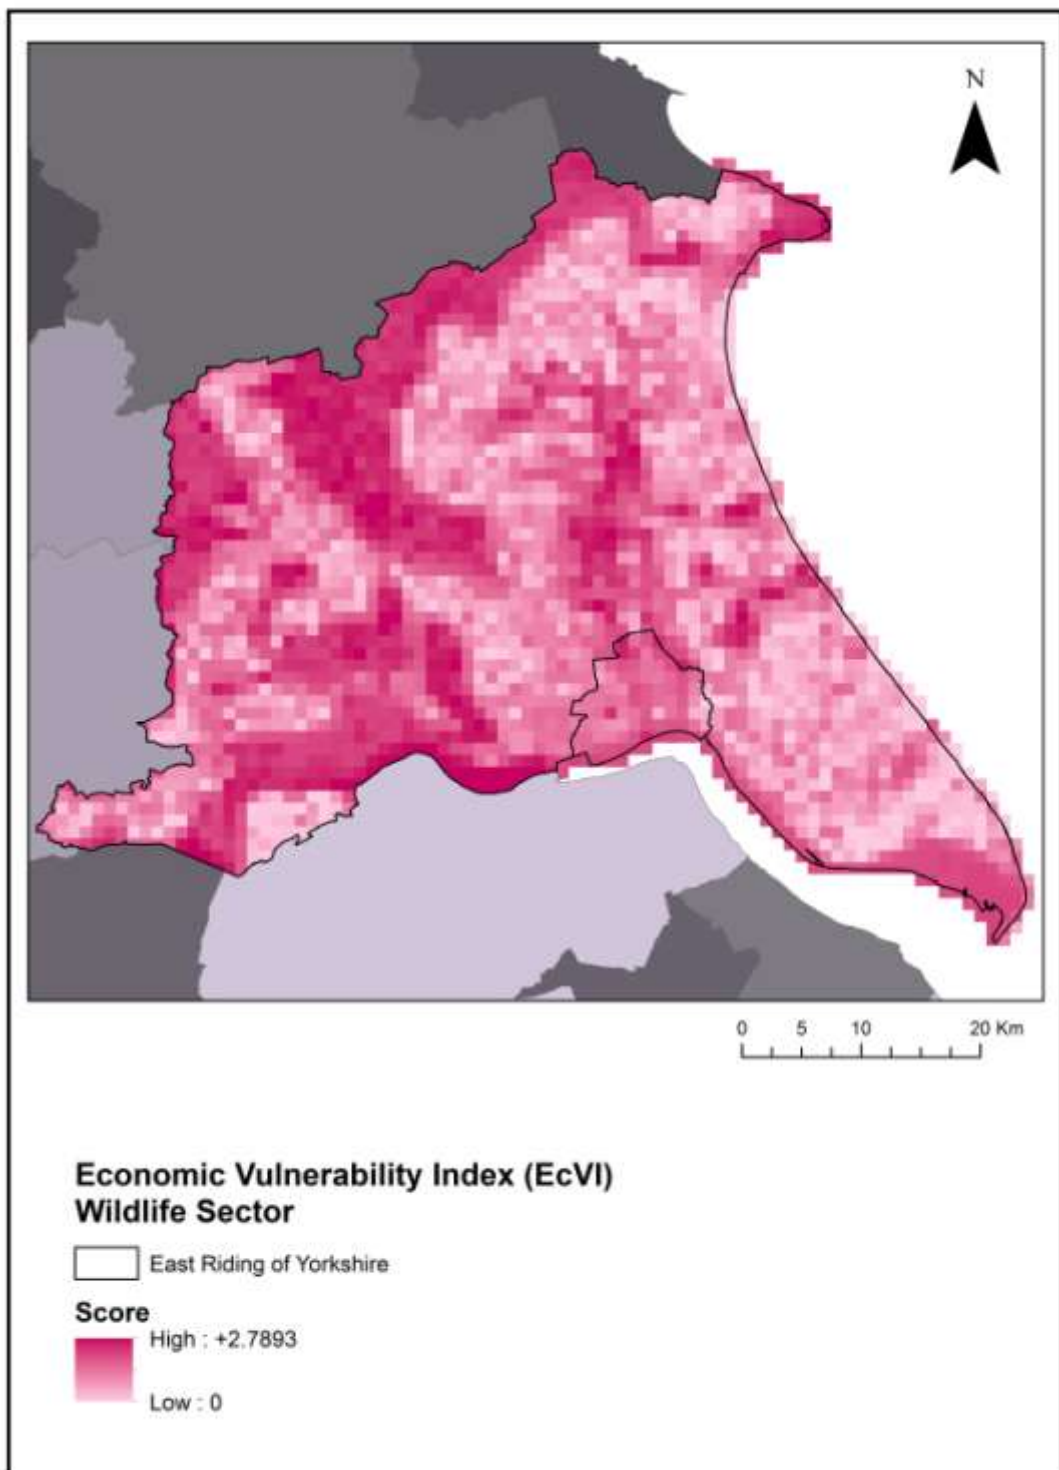 N
0 5 10 20 Km
Economic Vulnerability Index (EcVI)
Wildlife Sector
East Riding of Yorkshire
Score
High : +2.7893
Low : 0